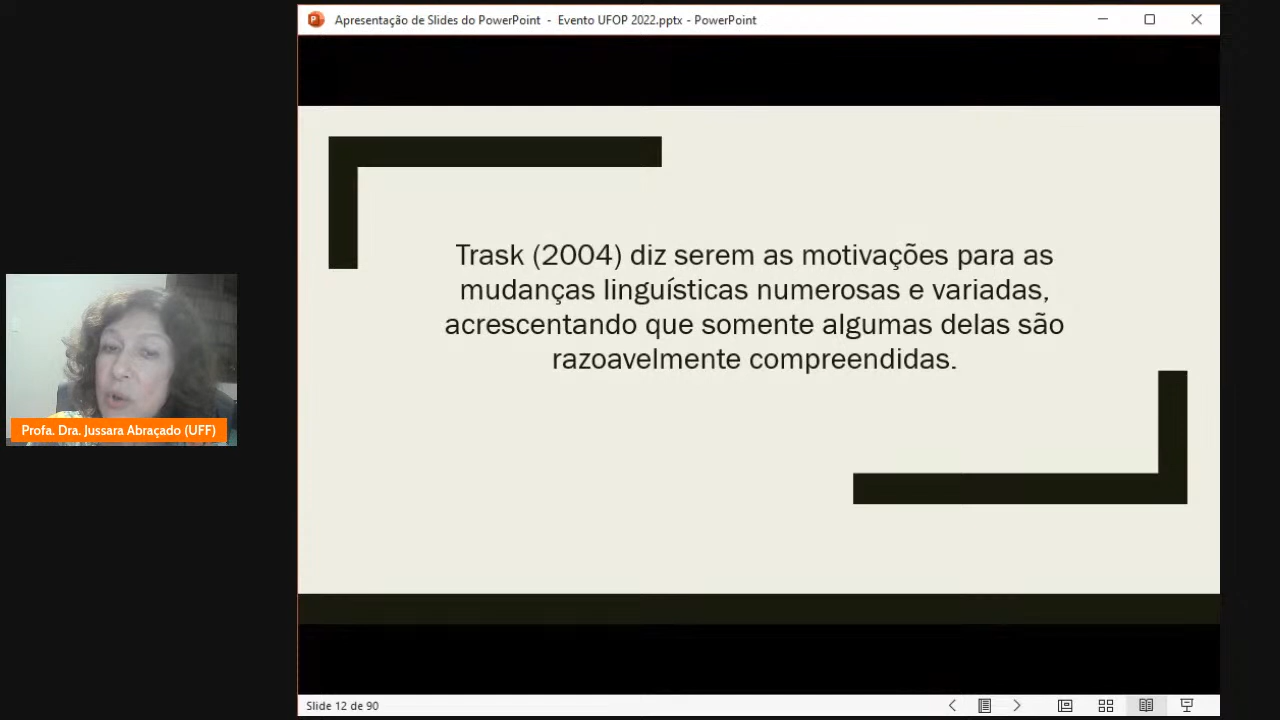 Apresentação de Slides do PowerPoint - Evento UFOP 2022.pptx - PowerPoint
Trask (2004) diz serem as motivações para as
mudanças linguísticas numerosas e variadas,
acrescentando que somente algumas delas são
razoavelmente compreendidas.
Profa. Dra. Jussara Abraçado (UFF)
Slide 12 de 90